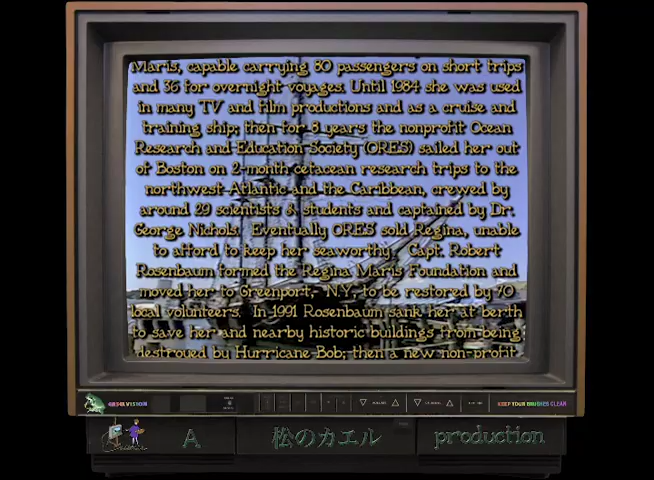 Maris, capable carrying 80 passengers on short trips
and 36 for overnight voyages. Until 1984 she was used
in many TV and film productions and as a cruise and
training ship; then for 8 years the nonprofit Ocean
Research and Education Society (ORES) sailed her out
of Boston on 2-month cetacean research trips to the
northwest Atlantic and the Caribbean, crewed by
around 29 scientists & students and captained by Dr.
George Nichols. Eventually ORES sold Regina, unable
to afford to keep her seaworthy. Capt. Robert
Rosenbaum formed the Regina Maris Foundation and
moved her to Greenport, N.Y., to be restored by 70
local volunteers. In 1991 Rosenbaum sank her at berth
to save her and nearby historic buildings from being
destroyed by Hurricane Bob; then a new non-profit
KEEP YOUR BRUSHES CLEAR
A 松のカエル production